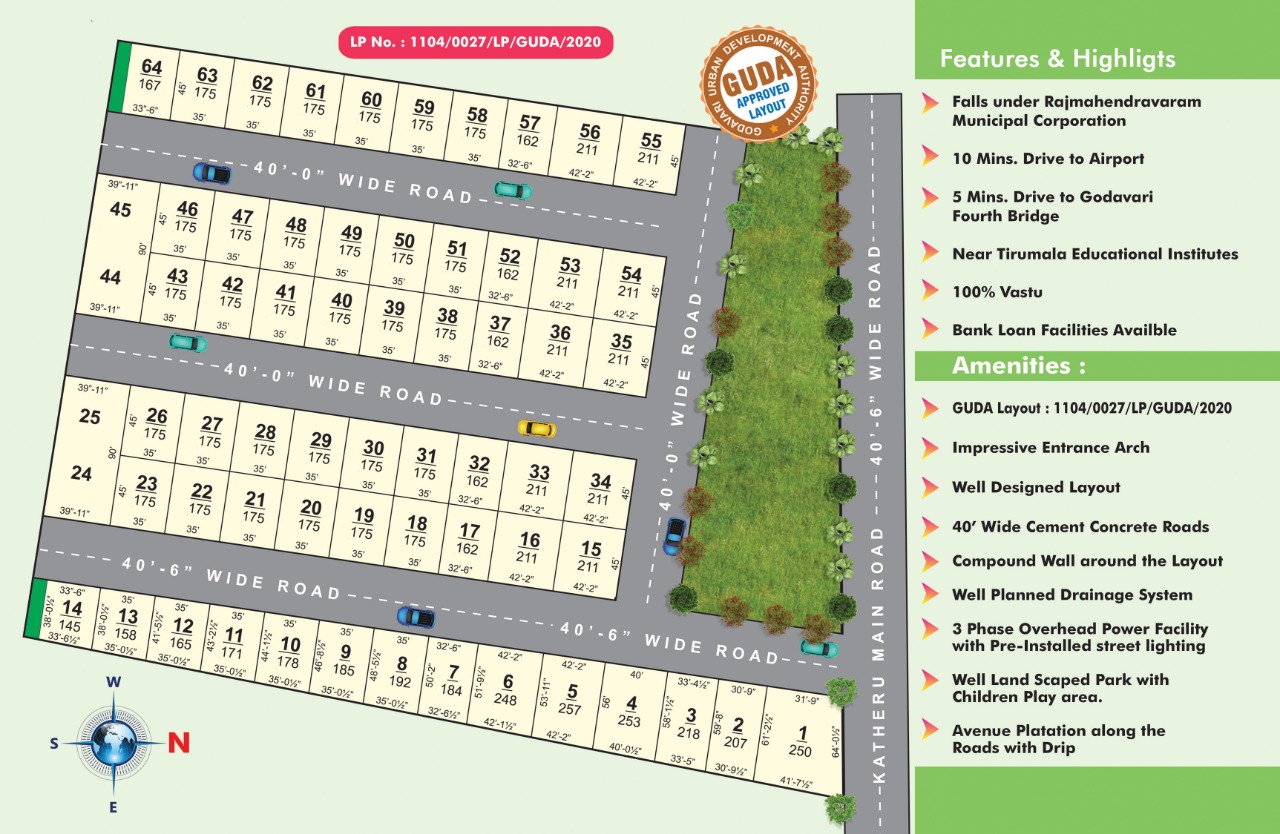 LP No. : 1104/0027/LP/GUDA/2020
GODAVARI URBAN DEVELOPMENT AUTHORITY
GUDA
APPROVED
LAYOUT
64 63 62 61 60 59 58 57 56 55
167 175 175 175 175 175 175 162 211 211
45' 45'
33"-6" 35' 35' 35' 35' 35' 35' 32'-6" 42'-2" 42'-2"
40'-0" WIDE ROAD
39"-11"
45 46 47 48 49 50 51 52 53 54
175 175 175 175 175 175 162 211 211
45' 90' 45'
35' 35' 35' 35' 35' 35' 32'-6" 42'-2" 42'-2"
44 43 42 41 40 39 38 37 36 35
175 175 175 175 175 175 162 211 211
45' 45'
39"-11" 35' 35' 35' 35' 35' 35' 32'-6" 42'-2" 42'-2"
40'-0" WIDE ROAD
39"-11"
25 26 27 28 29 30 31 32 33 34
175 175 175 175 175 175 162 211 211
45' 90' 45'
35' 35' 35' 35' 35' 35' 32'-6" 42'-2" 42'-2"
24 23 22 21 20 19 18 17 16 15
175 175 175 175 175 175 162 211 211
45' 45'
39"-11" 35' 35' 35' 35' 35' 35' 32'-6" 42'-2" 42'-2"
40'-6" WIDE ROAD
40'-6" WIDE ROAD
33"-6" 35' 35' 35' 35' 35' 35' 32'-6" 42'-2" 42'-2" 40' 33'-4½" 30'-9" 31'-9"
14 13 12 11 10 9 8 7 6 5 4 3 2 1
145 158 165 171 178 185 192 184 248 257 253 218 207 250
38'-0½" 38'-0½" 41'-5½" 43'-2½" 44'-1½" 46'-8½" 48'-5½" 50'-2" 51'-9½" 53'-11" 56' 58'-1½" 59'-8" 61'-2½" 64'-0½"
33'-6½" 35'-0½" 35'-0½" 35'-0½" 35'-0½" 35'-0½" 35'-0½" 32'-6½" 42'-1½" 42'-2" 40'-0½" 33'-5" 30'-9½" 41'-7½"
40'-0" WIDE ROAD
KATHERU MAIN ROAD 40'-6" WIDE ROAD
W
S
N
E
Features & Highligts
Falls under Rajmahendravaram
Municipal Corporation
10 Mins. Drive to Airport
5 Mins. Drive to Godavari
Fourth Bridge
Near Tirumala Educational Institutes
100% Vastu
Bank Loan Facilities Availble
Amenities :
GUDA Layout : 1104/0027/LP/GUDA/2020
Impressive Entrance Arch
Well Designed Layout
40' Wide Cement Concrete Roads
Compound Wall around the Layout
Well Planned Drainage System
3 Phase Overhead Power Facility
with Pre-Installed street lighting
Well Land Scaped Park with
Children Play area.
Avenue Platation along the
Roads with Drip